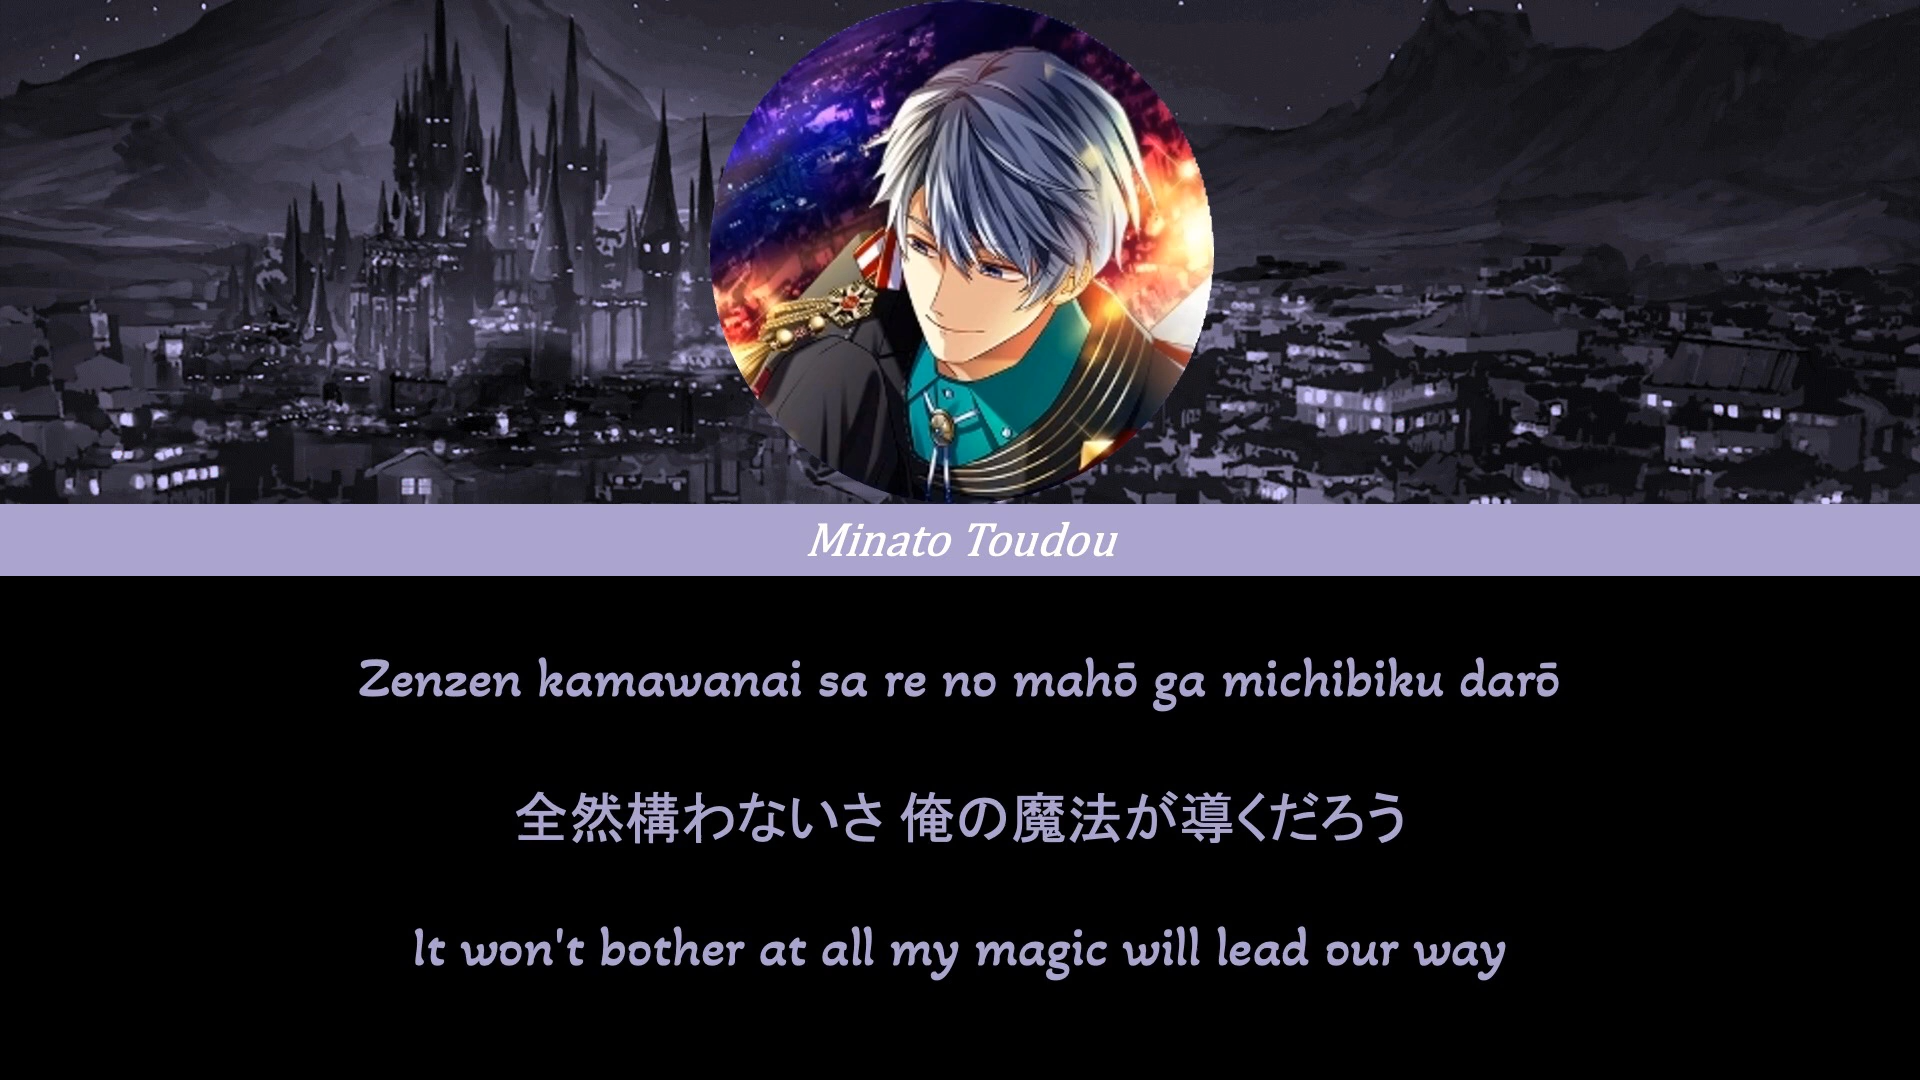 Minato Toudou
Zenzen kamawanai sa re no mahō ga michibiku darō
全然構わないさ 俺の魔法が導くだろう
It won't bother at all my magic will lead our way